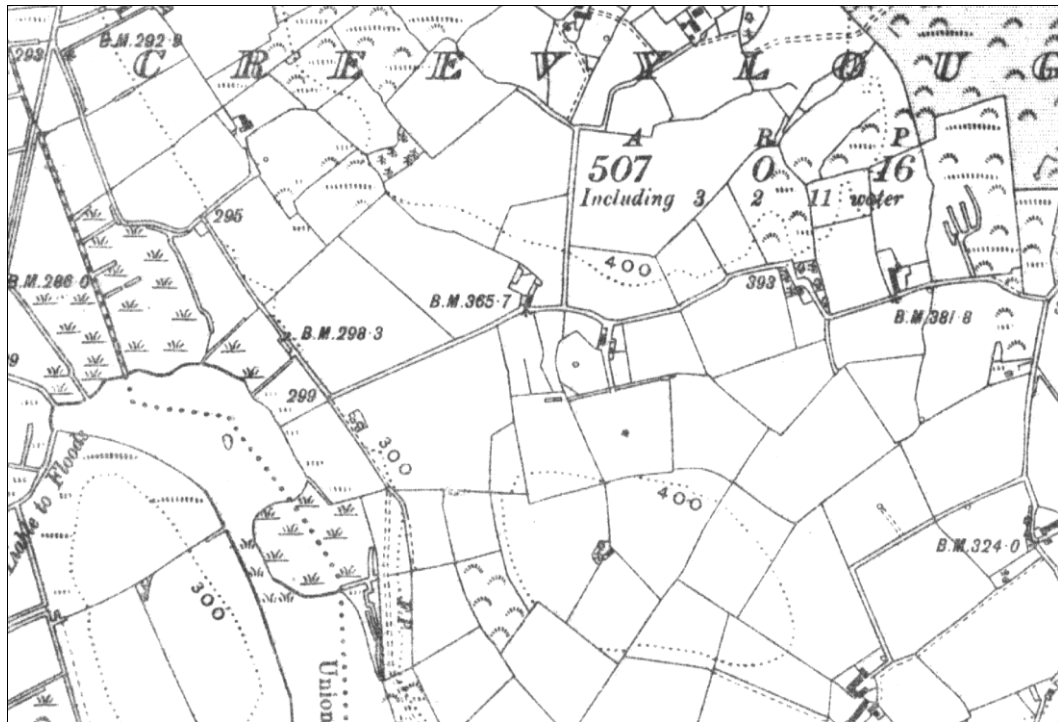 293
B.M. 292·9
C R E E V Y L O U G
A R P
507 0 16
Including 3 2 11 water
295
400
B.M. 286·0
B.M. 365·7
393
B.M. 381·8
B.M. 298·3
299
300
400
Liable to Floods
B.M. 324·0
300
Union